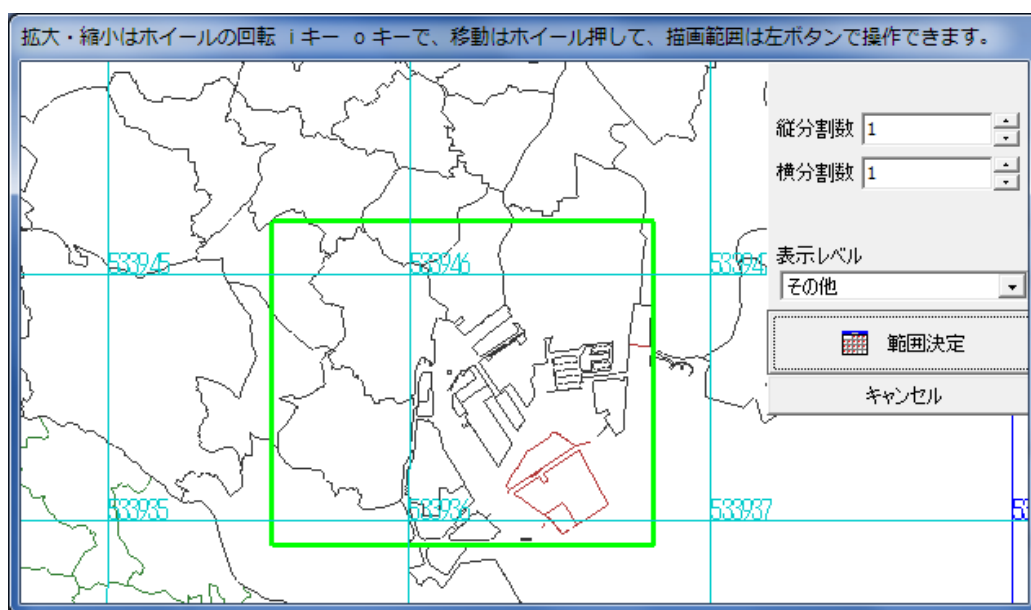 拡大・縮小はホイールの回転 i キー o キーで、移動はホイール押して、描画範囲は左ボタンで操作できます。
縦分割数 1
横分割数 1
表示レベル
その他
範囲決定
キャンセル
533945 533946
533935 533936 533937